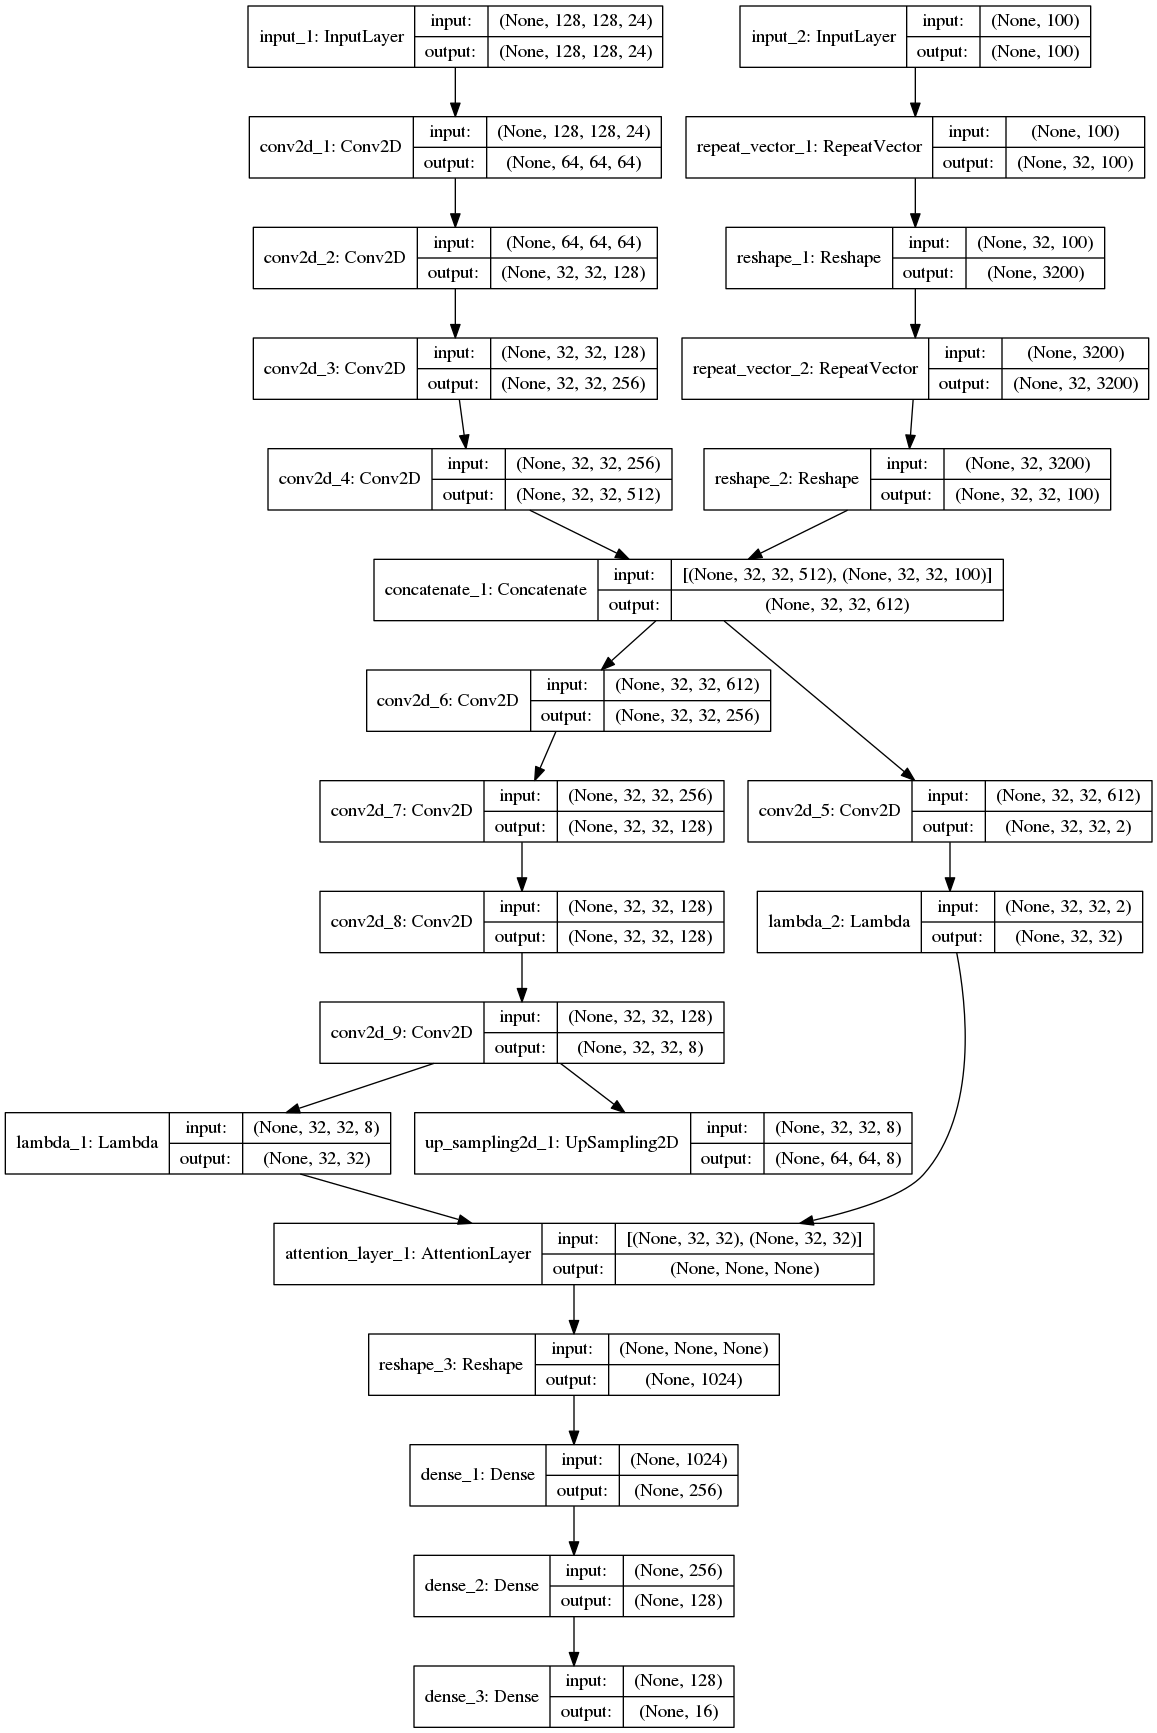 input_1: InputLayer
input: (None, 128, 128, 24)
output: (None, 128, 128, 24)
input_2: InputLayer
input: (None, 100)
output: (None, 100)
conv2d_1: Conv2D
input: (None, 128, 128, 24)
output: (None, 64, 64, 64)
repeat_vector_1: RepeatVector
input: (None, 100)
output: (None, 32, 100)
conv2d_2: Conv2D
input: (None, 64, 64, 64)
output: (None, 32, 32, 128)
reshape_1: Reshape
input: (None, 32, 100)
output: (None, 3200)
conv2d_3: Conv2D
input: (None, 32, 32, 128)
output: (None, 32, 32, 256)
repeat_vector_2: RepeatVector
input: (None, 3200)
output: (None, 32, 3200)
conv2d_4: Conv2D
input: (None, 32, 32, 256)
output: (None, 32, 32, 512)
reshape_2: Reshape
input: (None, 32, 3200)
output: (None, 32, 32, 100)
concatenate_1: Concatenate
input: [(None, 32, 32, 512), (None, 32, 32, 100)]
output: (None, 32, 32, 612)
conv2d_6: Conv2D
input: (None, 32, 32, 612)
output: (None, 32, 32, 256)
conv2d_7: Conv2D
input: (None, 32, 32, 256)
output: (None, 32, 32, 128)
conv2d_5: Conv2D
input: (None, 32, 32, 612)
output: (None, 32, 32, 2)
conv2d_8: Conv2D
input: (None, 32, 32, 128)
output: (None, 32, 32, 128)
lambda_2: Lambda
input: (None, 32, 32, 2)
output: (None, 32, 32)
conv2d_9: Conv2D
input: (None, 32, 32, 128)
output: (None, 32, 32, 8)
lambda_1: Lambda
input: (None, 32, 32, 8)
output: (None, 32, 32)
up_sampling2d_1: UpSampling2D
input: (None, 32, 32, 8)
output: (None, 64, 64, 8)
attention_layer_1: AttentionLayer
input: [(None, 32, 32), (None, 32, 32)]
output: (None, None, None)
reshape_3: Reshape
input: (None, None, None)
output: (None, 1024)
dense_1: Dense
input: (None, 1024)
output: (None, 256)
dense_2: Dense
input: (None, 256)
output: (None, 128)
dense_3: Dense
input: (None, 128)
output: (None, 16)